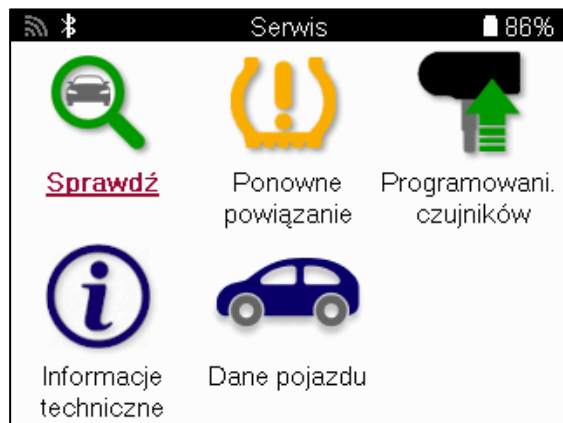 Serwis
86%
Sprawdź
Ponowne
powiązanie
Programowani.
czujników
Informacje
techniczne
Dane pojazdu